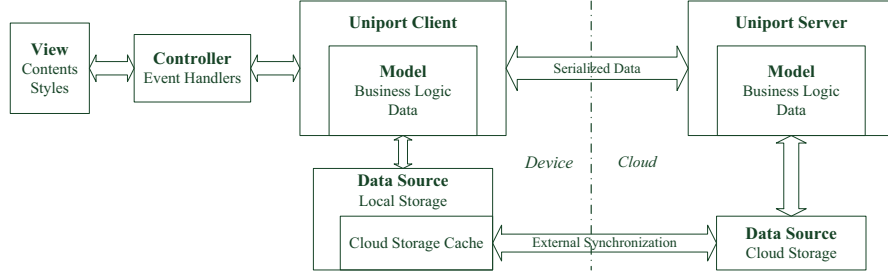 View
Contents
Styles
Controller
Event Handlers
Uniport Client
Model
Business Logic
Data
Serialized Data
Uniport Server
Model
Business Logic
Data
Device
Cloud
Data Source
Local Storage
Cloud Storage Cache
External Synchronization
Data Source
Cloud Storage